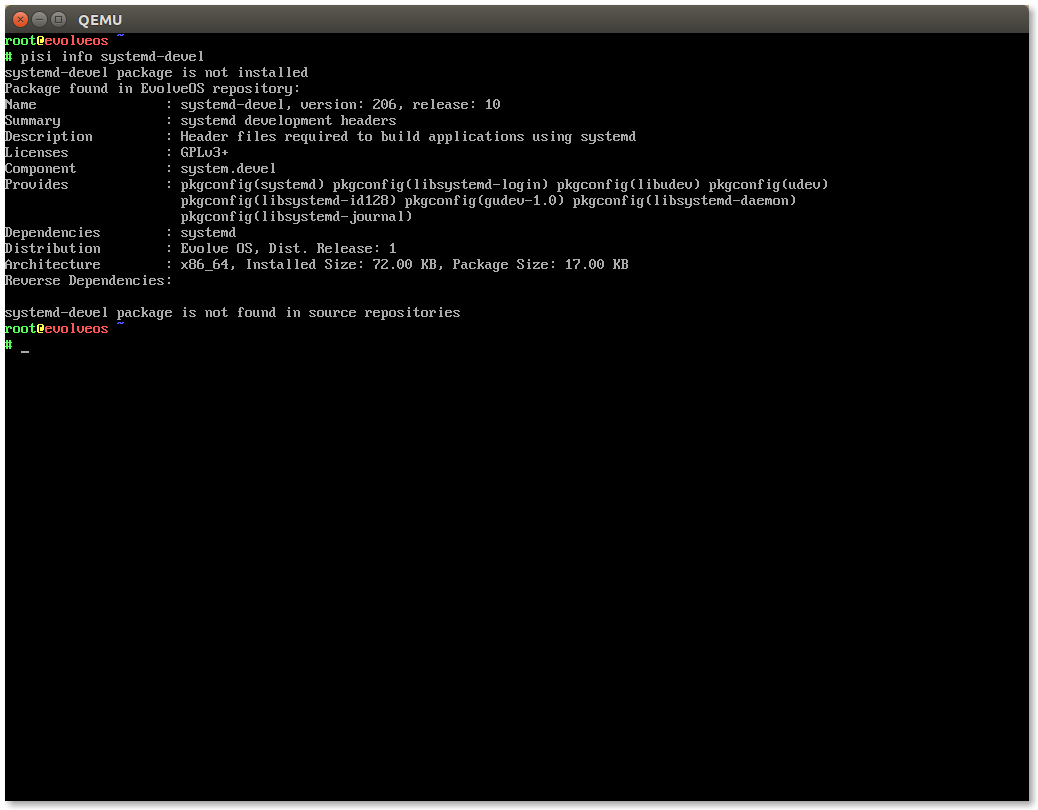 QEMU
root@evolveos ~
# pisi info systemd-devel
systemd-devel package is not installed
Package found in EvolveOS repository:
Name                : systemd-devel, version: 206, release: 10
Summary             : systemd development headers
Description         : Header files required to build applications using systemd
Licenses            : GPLv3+
Component           : system.devel
Provides            : pkgconfig(systemd) pkgconfig(libsystemd-login) pkgconfig(libudev) pkgconfig(udev)
                      pkgconfig(libsystemd-id128) pkgconfig(gudev-1.0) pkgconfig(libsystemd-daemon)
                      pkgconfig(libsystemd-journal)
Dependencies        : systemd
Distribution        : Evolve OS, Dist. Release: 1
Architecture        : x86_64, Installed Size: 72.00 KB, Package Size: 17.00 KB
Reverse Dependencies:
systemd-devel package is not found in source repositories
root@evolveos ~
# _